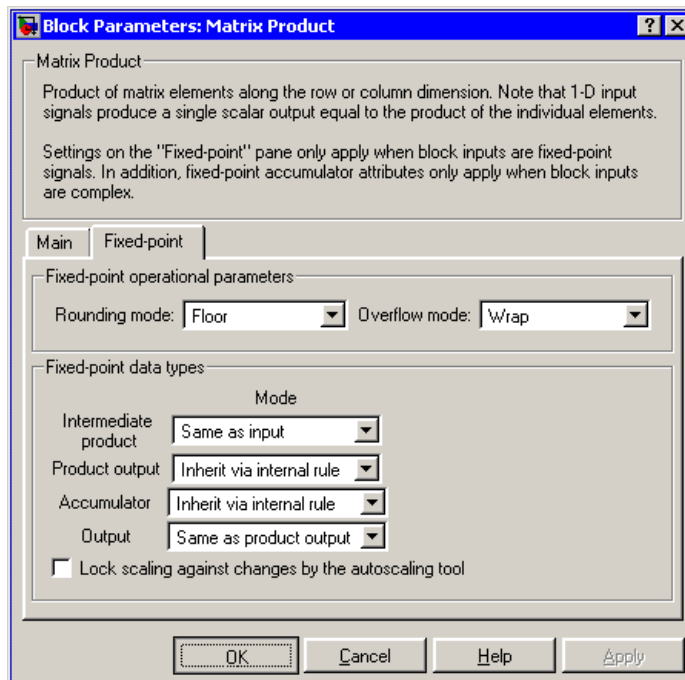 Block Parameters: Matrix Product
Matrix Product
Product of matrix elements along the row or column dimension. Note that 1-D input
signals produce a single scalar output equal to the product of the individual elements.
Settings on the "Fixed-point" pane only apply when block inputs are fixed-point
signals. In addition, fixed-point accumulator attributes only apply when block inputs
are complex.
Main Fixed-point
Fixed-point operational parameters
Rounding mode: Floor Overflow mode: Wrap
Fixed-point data types
Mode
Intermediate
product Same as input
Product output Inherit via internal rule
Accumulator Inherit via internal rule
Output Same as product output
Lock scaling against changes by the autoscaling tool
OK Cancel Help Apply